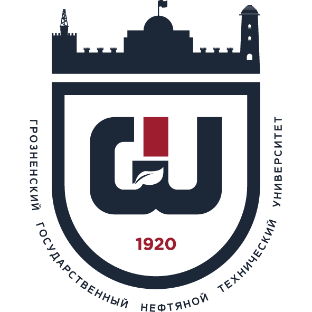 1920
ГРОЗНЕНСКИЙ ГОСУДАРСТВЕННЫЙ НЕФТЯНОЙ ТЕХНИЧЕСКИЙ УНИВЕРСИТЕТ